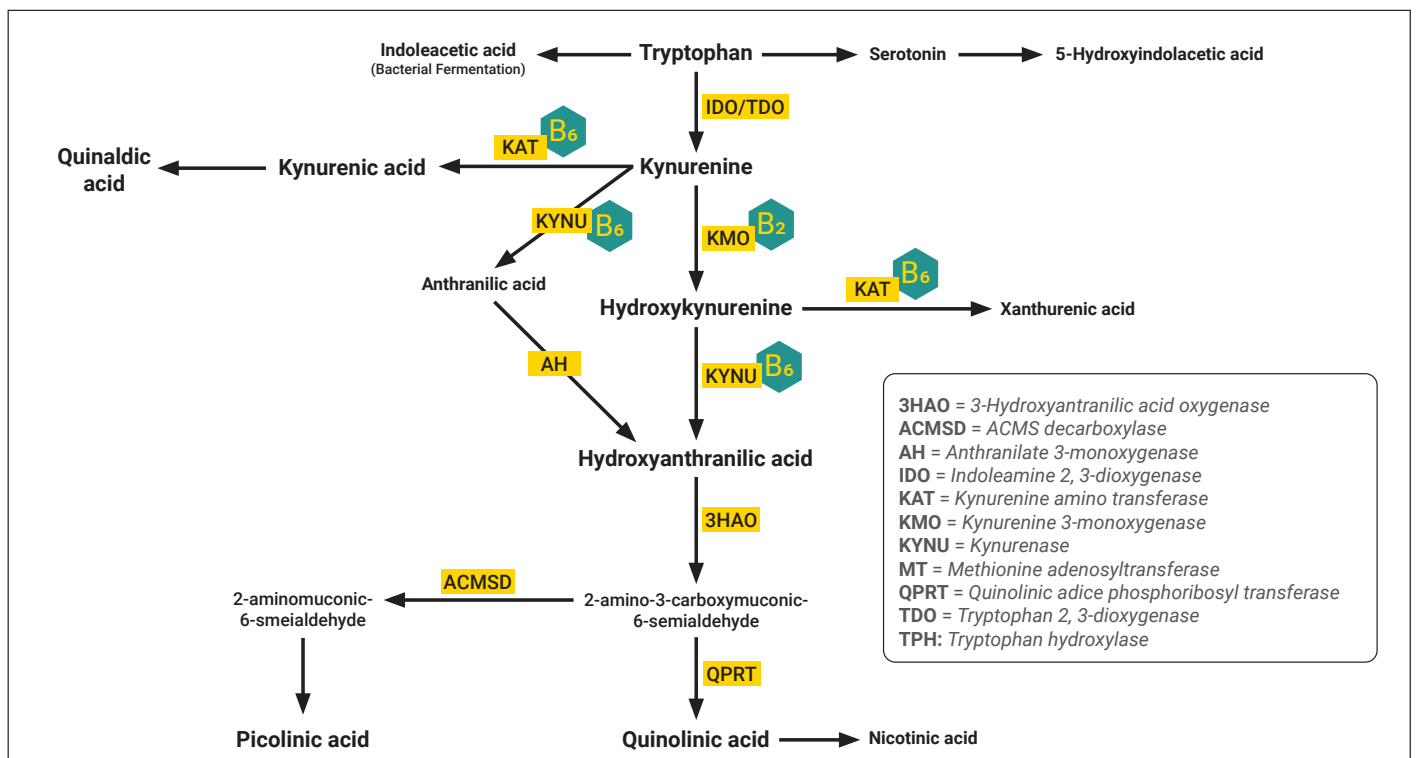 Indoleacetic acid
(Bacterial Fermentation)
Tryptophan
Serotonin
5-Hydroxyindolacetic acid
IDO/TDO
KAT
B₆
Quinaldic
acid
Kynurenic acid
Kynurenine
KYNU
B₆
KMO
B₂
Anthranilic acid
KAT
B₆
Hydroxykynurenine
Xanthurenic acid
AH
KYNU
B₆
Hydroxyanthranilic acid
3HAO
ACMSD
2-aminomuconic-
6-smeialdehyde
2-amino-3-carboxymuconic-
6-semialdehyde
QPRT
Picolinic acid
Quinolinic acid
Nicotinic acid
3HAO = 3-Hydroxyantranilic acid oxygenase
ACMSD = ACMS decarboxylase
AH = Anthranilate 3-monoxygenase
IDO = Indoleamine 2, 3-dioxygenase
KAT = Kynurenine amino transferase
KMO = Kynurenine 3-monoxygenase
KYNU = Kynurenase
MT = Methionine adenosyltransferase
QPRT = Quinolinic adice phosphoribosyl transferase
TDO = Tryptophan 2, 3-dioxygenase
TPH: Tryptophan hydroxylase